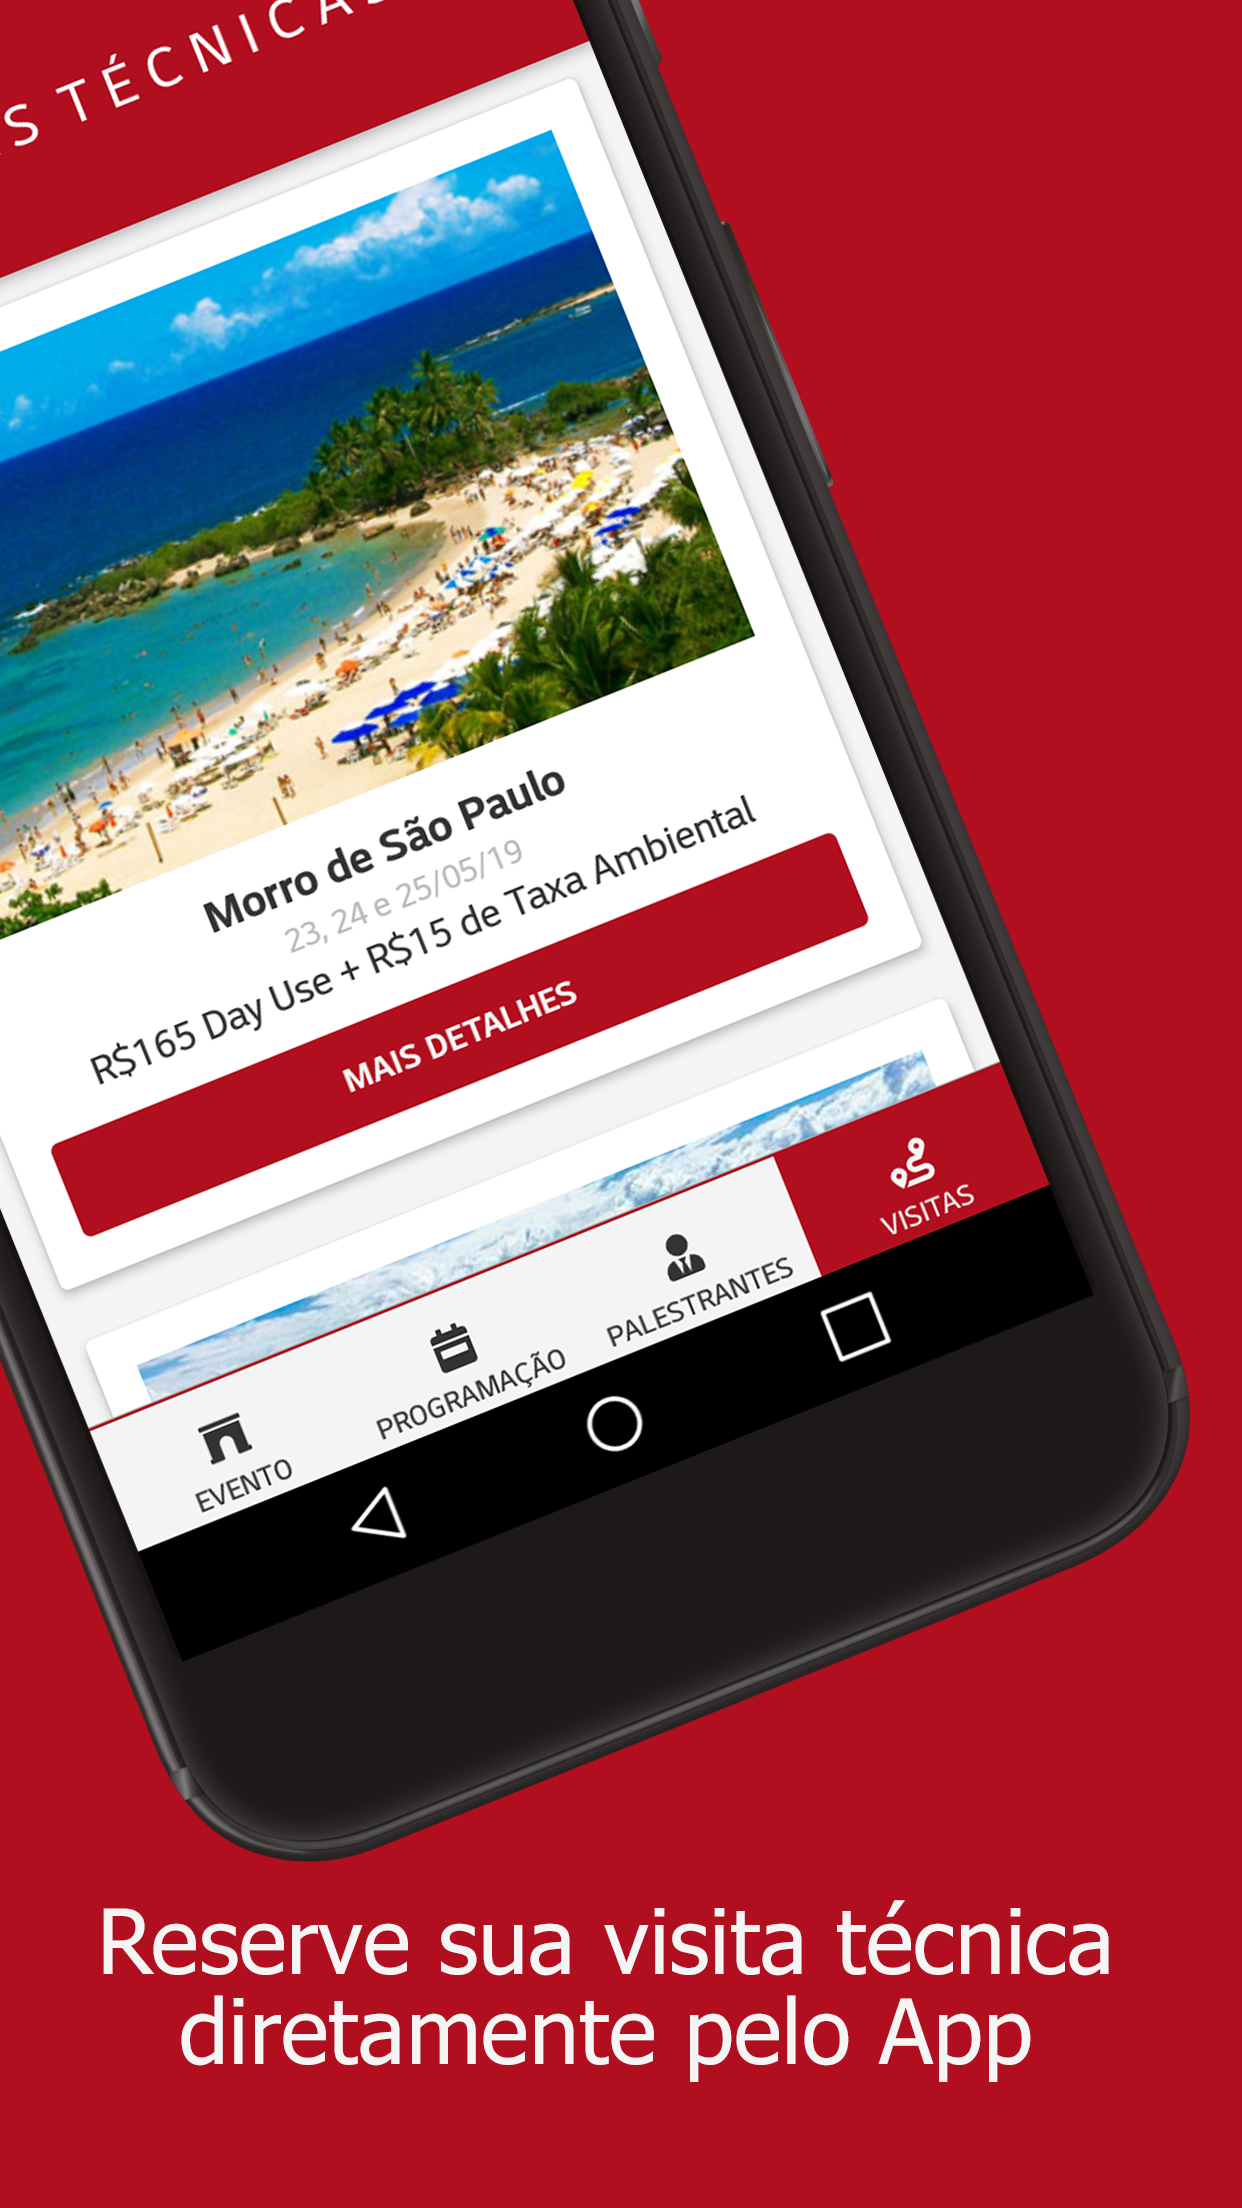 S TÉCNICAS
Morro de São Paulo
23, 24 e 25/05/19
R$165 Day Use + R$15 de Taxa Ambiental
MAIS DETALHES
EVENTO
PROGRAMAÇÃO
PALESTRANTES
VISITAS
Reserve sua visita técnica
diretamente pelo App